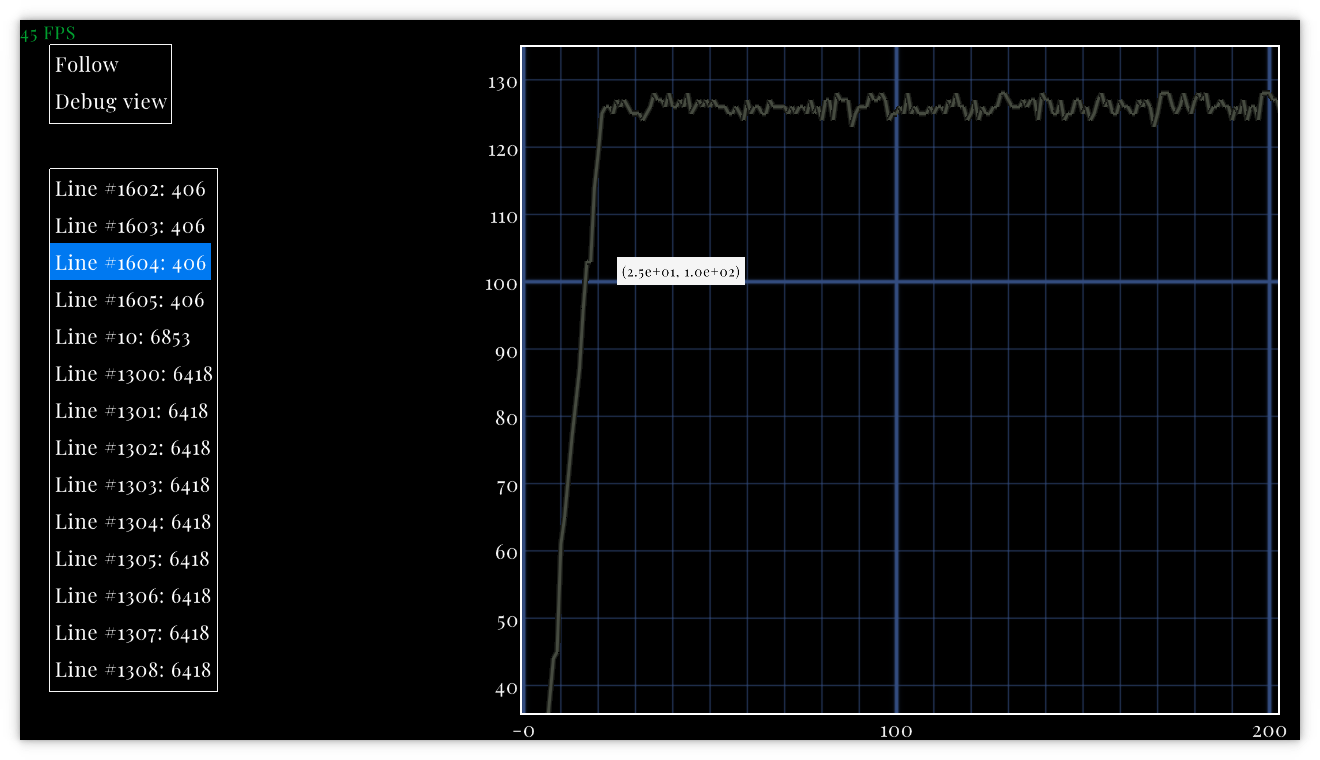 45 FPS
Follow
Debug view
Line #1602: 406
Line #1603: 406
Line #1604: 406
Line #1605: 406
Line #10: 6853
Line #1300: 6418
Line #1301: 6418
Line #1302: 6418
Line #1303: 6418
Line #1304: 6418
Line #1305: 6418
Line #1306: 6418
Line #1307: 6418
Line #1308: 6418
130
120
110
100
90
80
70
60
50
40
(2.5e+01, 1.0e+02)
-0 100 200